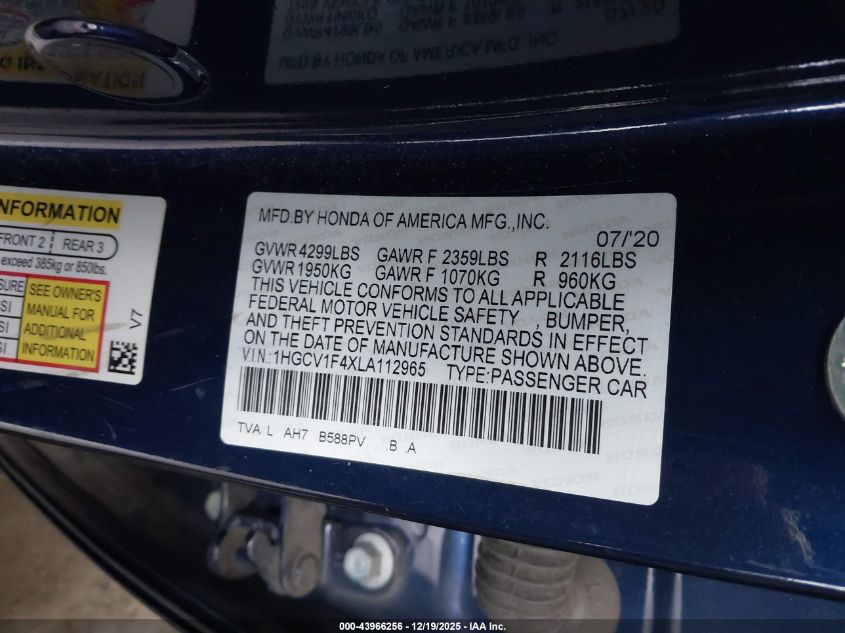 MFD.BY HONDA OF AMERICA MFG.,INC.
07/'20
GVWR 4299LBS GAWR F 2359LBS R 2116LBS
GVWR 1950KG GAWR F 1070KG R 960KG
THIS VEHICLE CONFORMS TO ALL APPLICABLE
FEDERAL MOTOR VEHICLE SAFETY , BUMPER,
AND THEFT PREVENTION STANDARDS IN EFFECT
ON THE DATE OF MANUFACTURE SHOWN ABOVE.
V.I.N.:1HGCV1F4XLA112965 TYPE:PASSENGER CAR
TVA L AH7 B588PV .B .A
NFORMATION
FRONT 2 REAR 3
exceed 385kg or 850lbs.
SEE OWNER'S
MANUAL FOR
ADDITIONAL
INFORMATION
V7
000-43966256 - 12/19/2025 - IAA Inc.